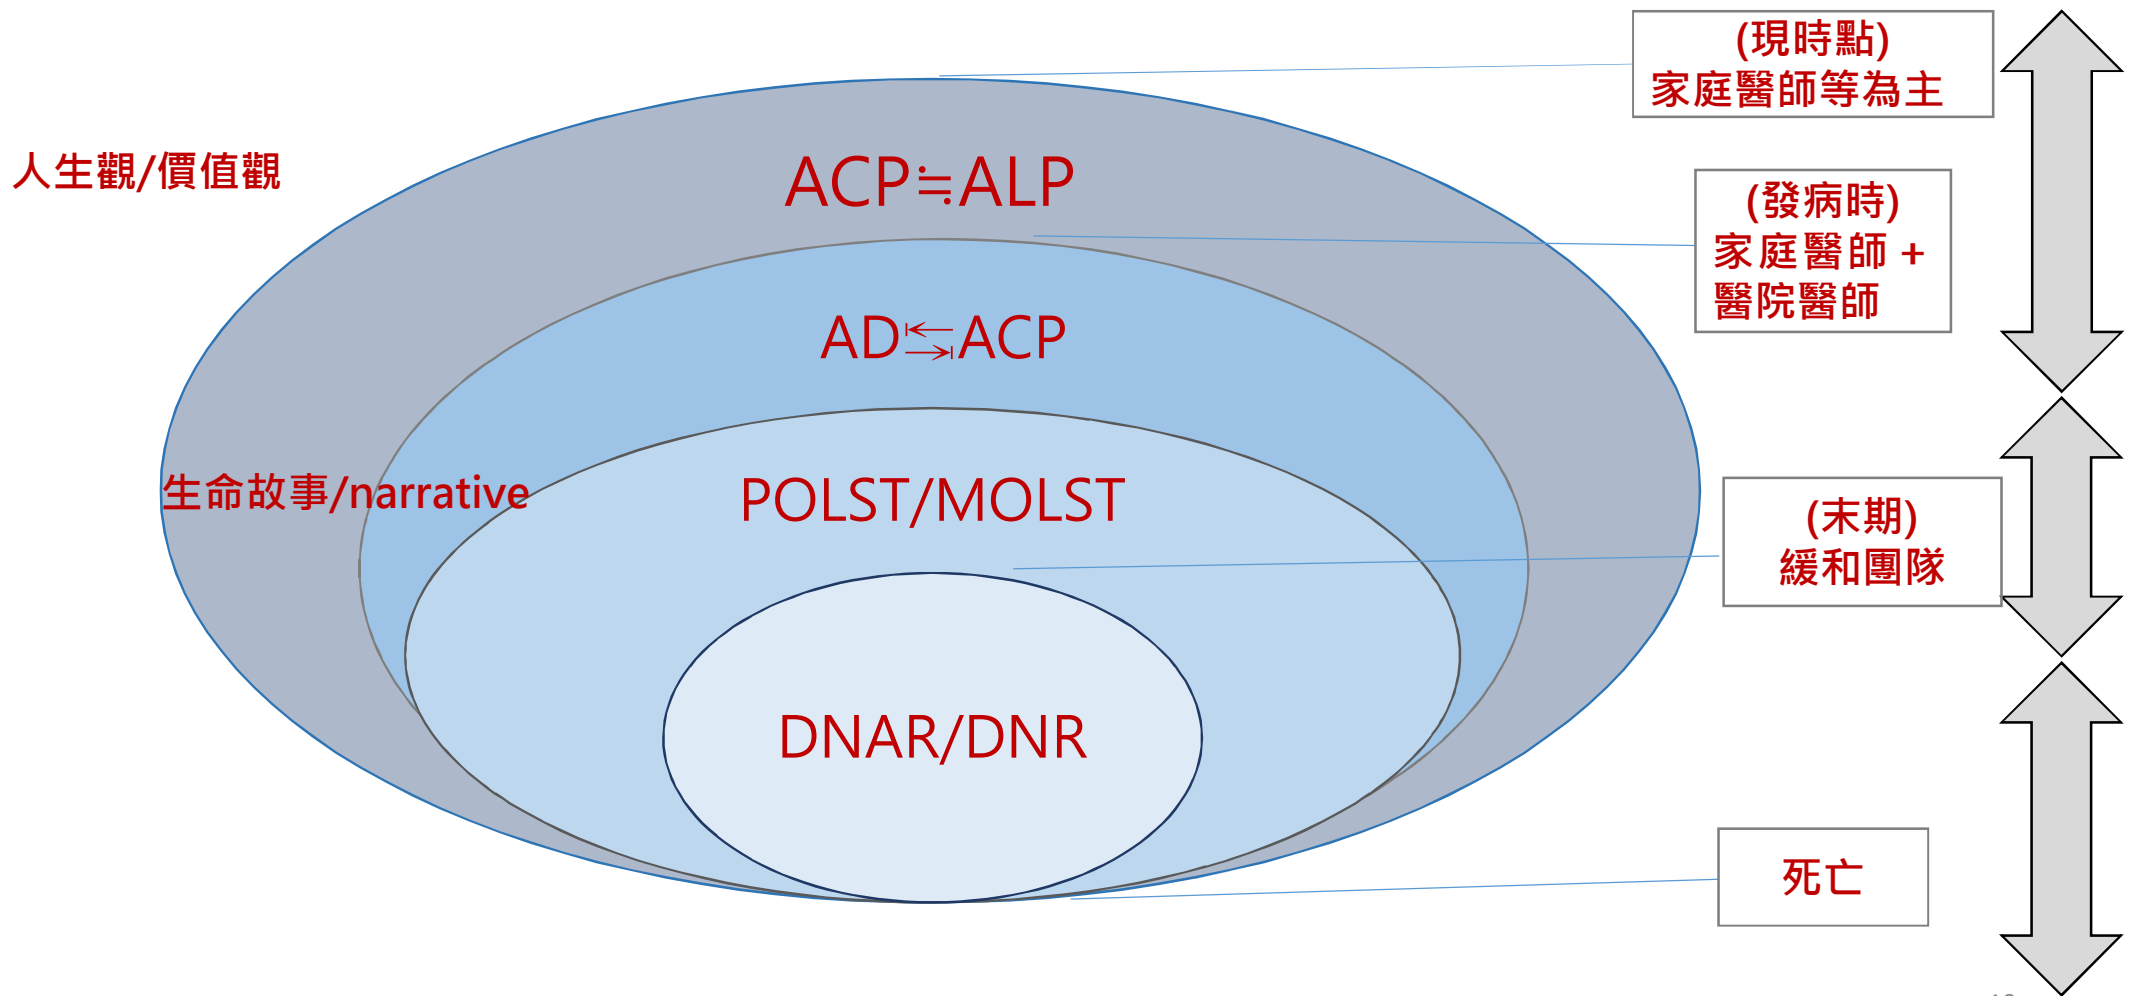 (現時點)
家庭醫師等為主
人生觀/價值觀
ACP≒ALP
(發病時)
家庭醫師 +
醫院醫師
AD⇆ACP
生命故事/narrative
POLST/MOLST
(末期)
緩和團隊
DNAR/DNR
死亡